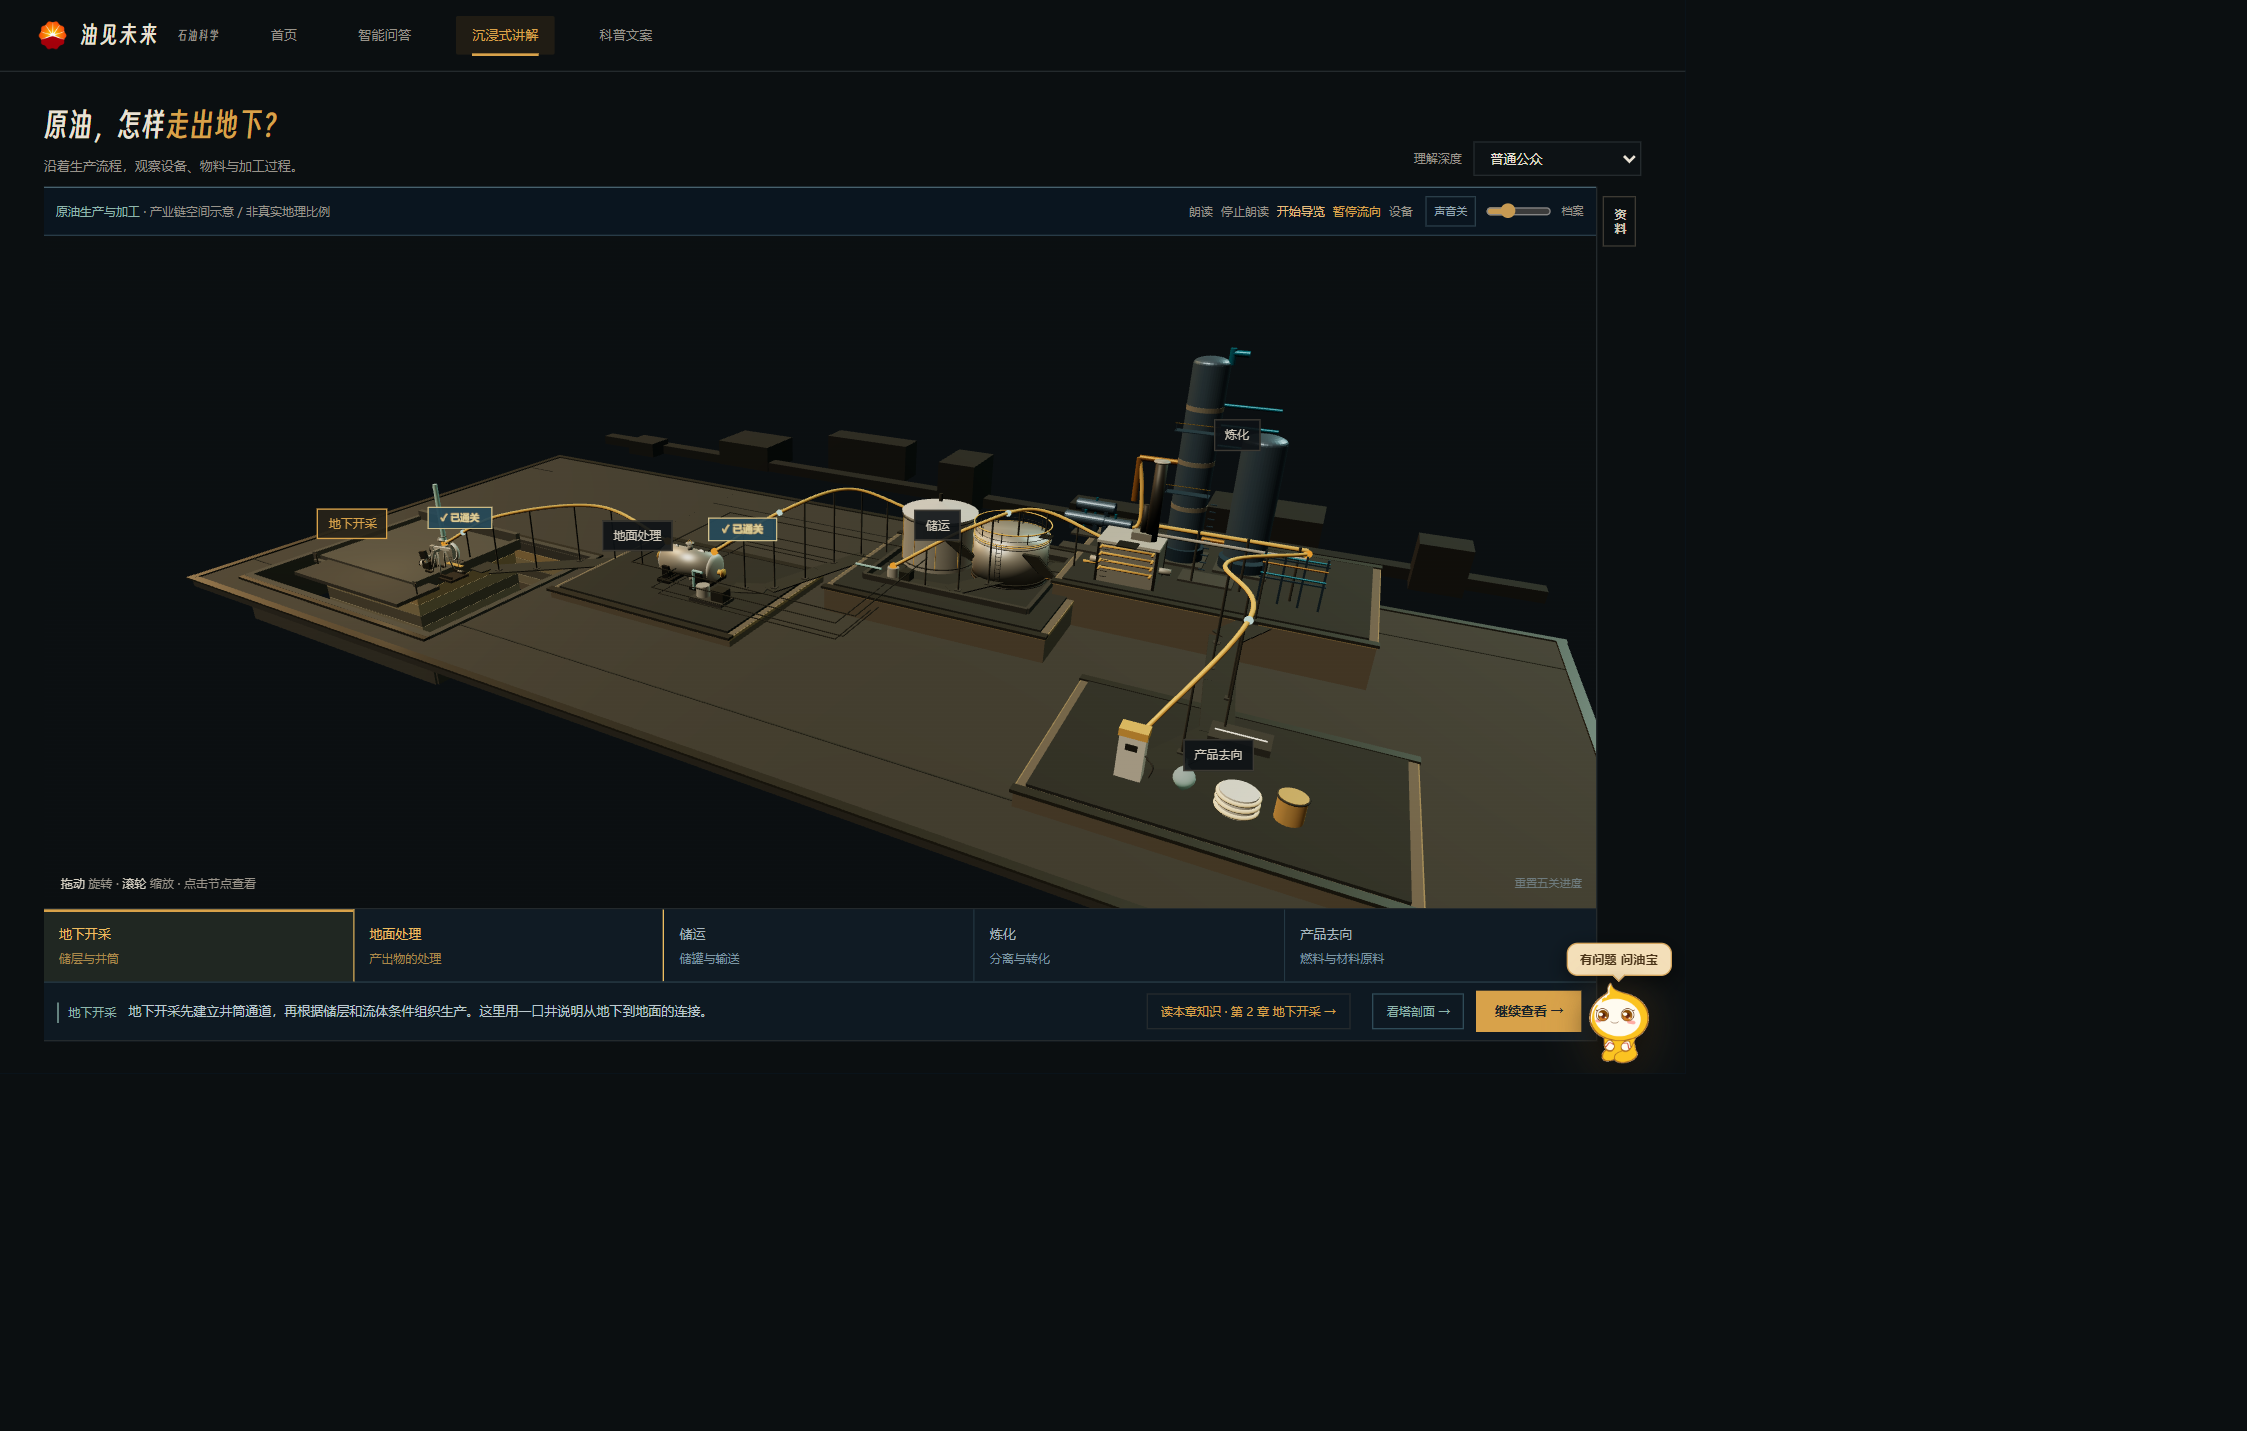 油见未来 石油科学 首页 智能问答 沉浸式讲解 科普文案
原油，怎样走出地下？
沿着生产流程，观察设备、物料与加工过程。
理解深度 普通公众
原油生产与加工 · 产业链空间示意 / 非真实地理比例
朗读 停止朗读 开始导览 暂停流向 设备 声音关 档案
资料
炼化
地下开采
✓ 已通关
地面处理
✓ 已通关
储运
产品去向
拖动 旋转 · 滚轮 缩放 · 点击节点查看
重置五关进度
地下开采
储层与井筒
地面处理
产出物的处理
储运
储罐与输送
炼化
分离与转化
产品去向
燃料与材料原料
有问题 问油宝
地下开采 地下开采先建立井筒通道，再根据储层和流体条件组织生产。这里用一口井说明从地下到地面的连接。
读本章知识 · 第 2 章 地下开采 →
看塔剖面 →
继续查看 →